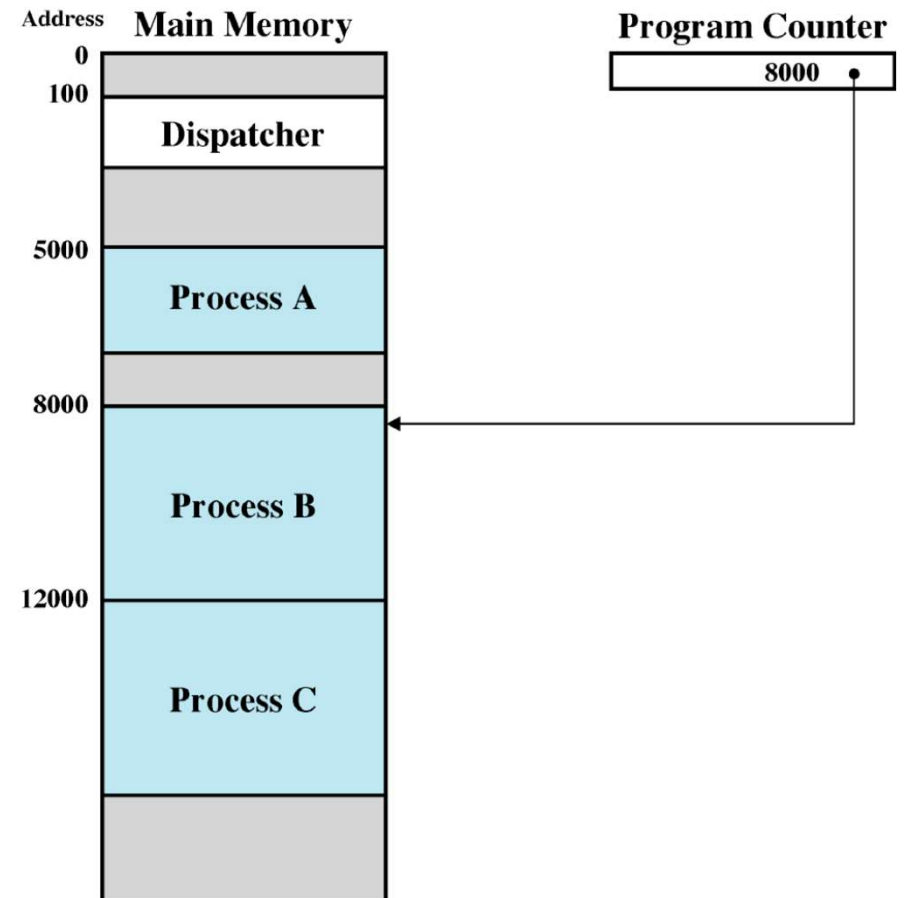 Address
Main Memory
Program Counter
0
8000
100
Dispatcher
5000
Process A
8000
Process B
12000
Process C